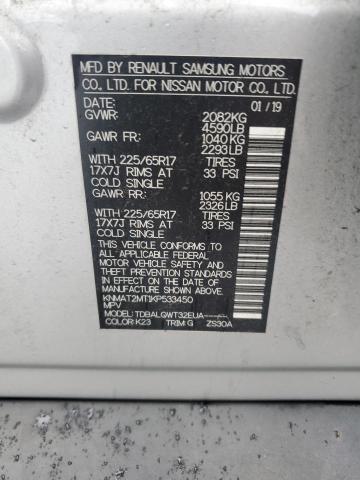 MFD BY RENAULT SAMSUNG MOTORS
CO. LTD. FOR NISSAN MOTOR CO., LTD.
DATE: 01/19
GVWR: 2082KG
4590LB
GAWR FR: 1040 KG
2293LB
WITH 225/65R17 TIRES
17X7J RIMS AT 33 PSI
COLD SINGLE
GAWR RR: 1055 KG
2326LB
WITH 225/65R17 TIRES
17X7J RIMS AT 33 PSI
COLD SINGLE
THIS VEHICLE CONFORMS TO
ALL APPLICABLE FEDERAL
MOTOR VEHICLE SAFETY,
BUMPER, AND THEFT
PREVENTION STANDARDS IN
EFFECT ON THE DATE OF
MANUFACTURE SHOWN ABOVE.
KNMAT2MT1KP533450
MPV
MODEL: TDBALGWT32EUA-----
COLOR: K23 TRIM: G ZS30A